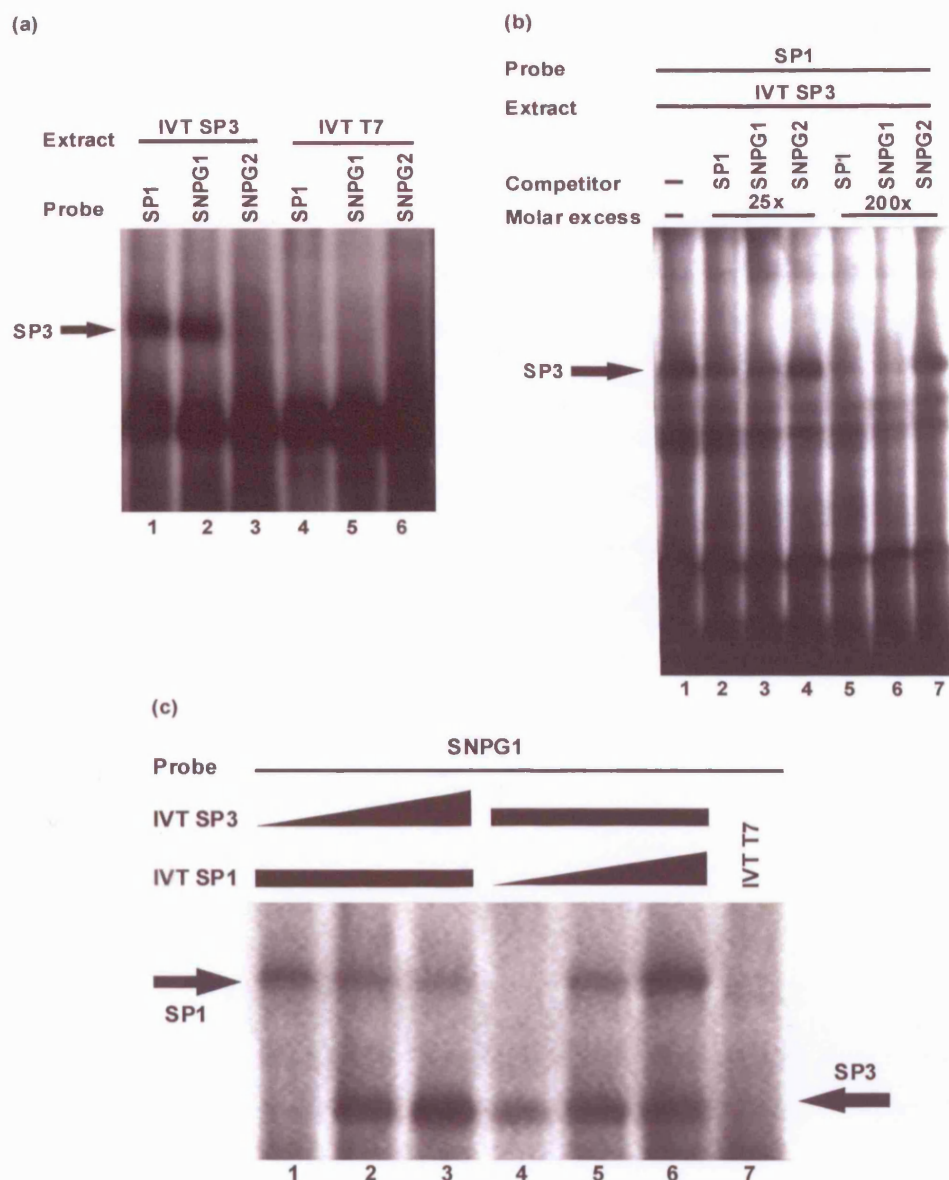 (a)
Extract IVT SP3 IVT T7
Probe SP1 SNPG1 SNPG2 SP1 SNPG1 SNPG2
SP3
1 2 3 4 5 6
(b)
Probe SP1
Extract IVT SP3
Competitor – SP1 SNPG1 SNPG2 SP1 SNPG1 SNPG2
Molar excess – 25x 200x
SP3
1 2 3 4 5 6 7
(c)
Probe SNPG1
IVT SP3
IVT SP1
IVT T7
SP1
SP3
1 2 3 4 5 6 7